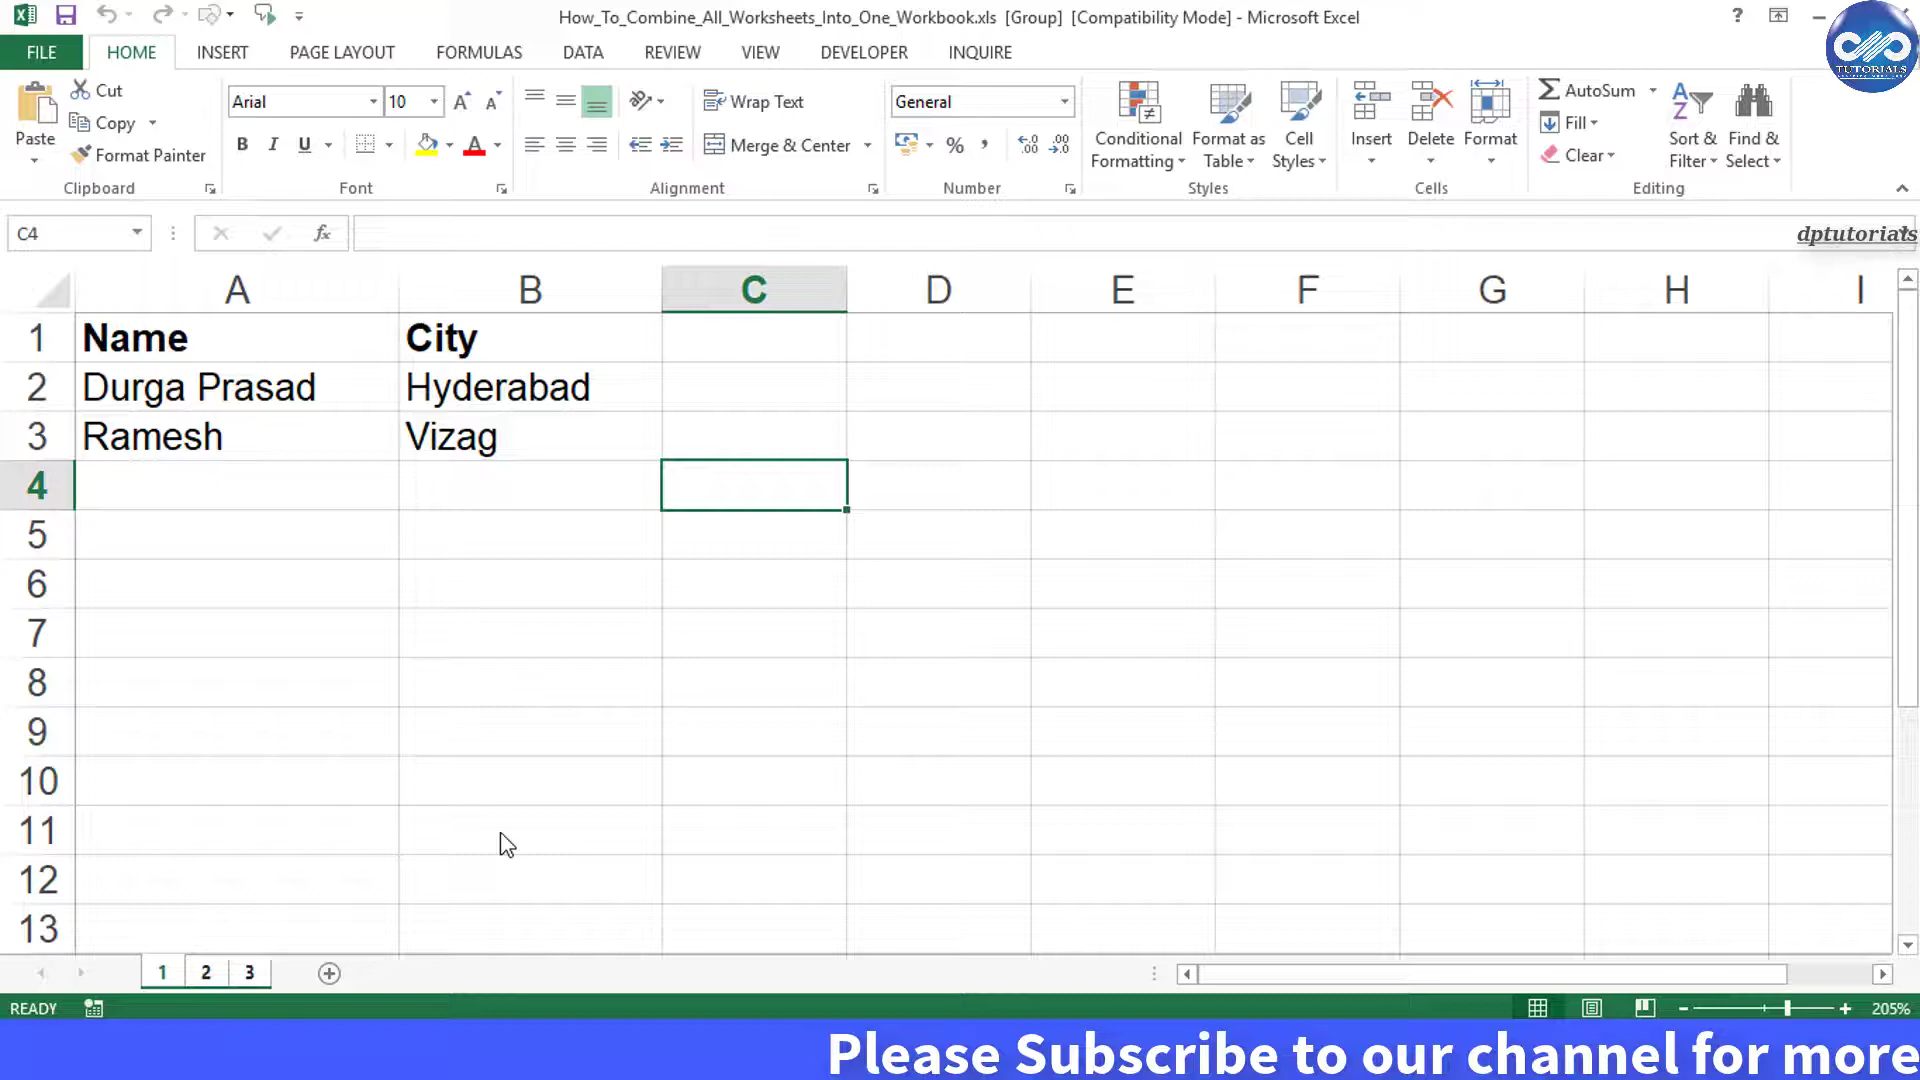 How_To_Combine_All_Worksheets_Into_One_Workbook.xls [Group] [Compatibility Mode] - Microsoft Excel
?
TUTORIALS
FILE HOME INSERT PAGE LAYOUT FORMULAS DATA REVIEW VIEW DEVELOPER INQUIRE
Paste
Cut
Copy
Format Painter
Clipboard
Arial 10
B I U
Font
Wrap Text
Merge & Center
Alignment
General
%
Number
Conditional Formatting
Format as Table
Cell Styles
Styles
Insert
Delete
Format
Cells
AutoSum
Fill
Clear
Sort & Filter
Find & Select
Editing
C4
fx
dptutorials
A B C D E F G H I
1 Name City
2 Durga Prasad Hyderabad
3 Ramesh Vizag
4
5
6
7
8
9
10
11
12
13
1 2 3
READY
205%
Please Subscribe to our channel for more